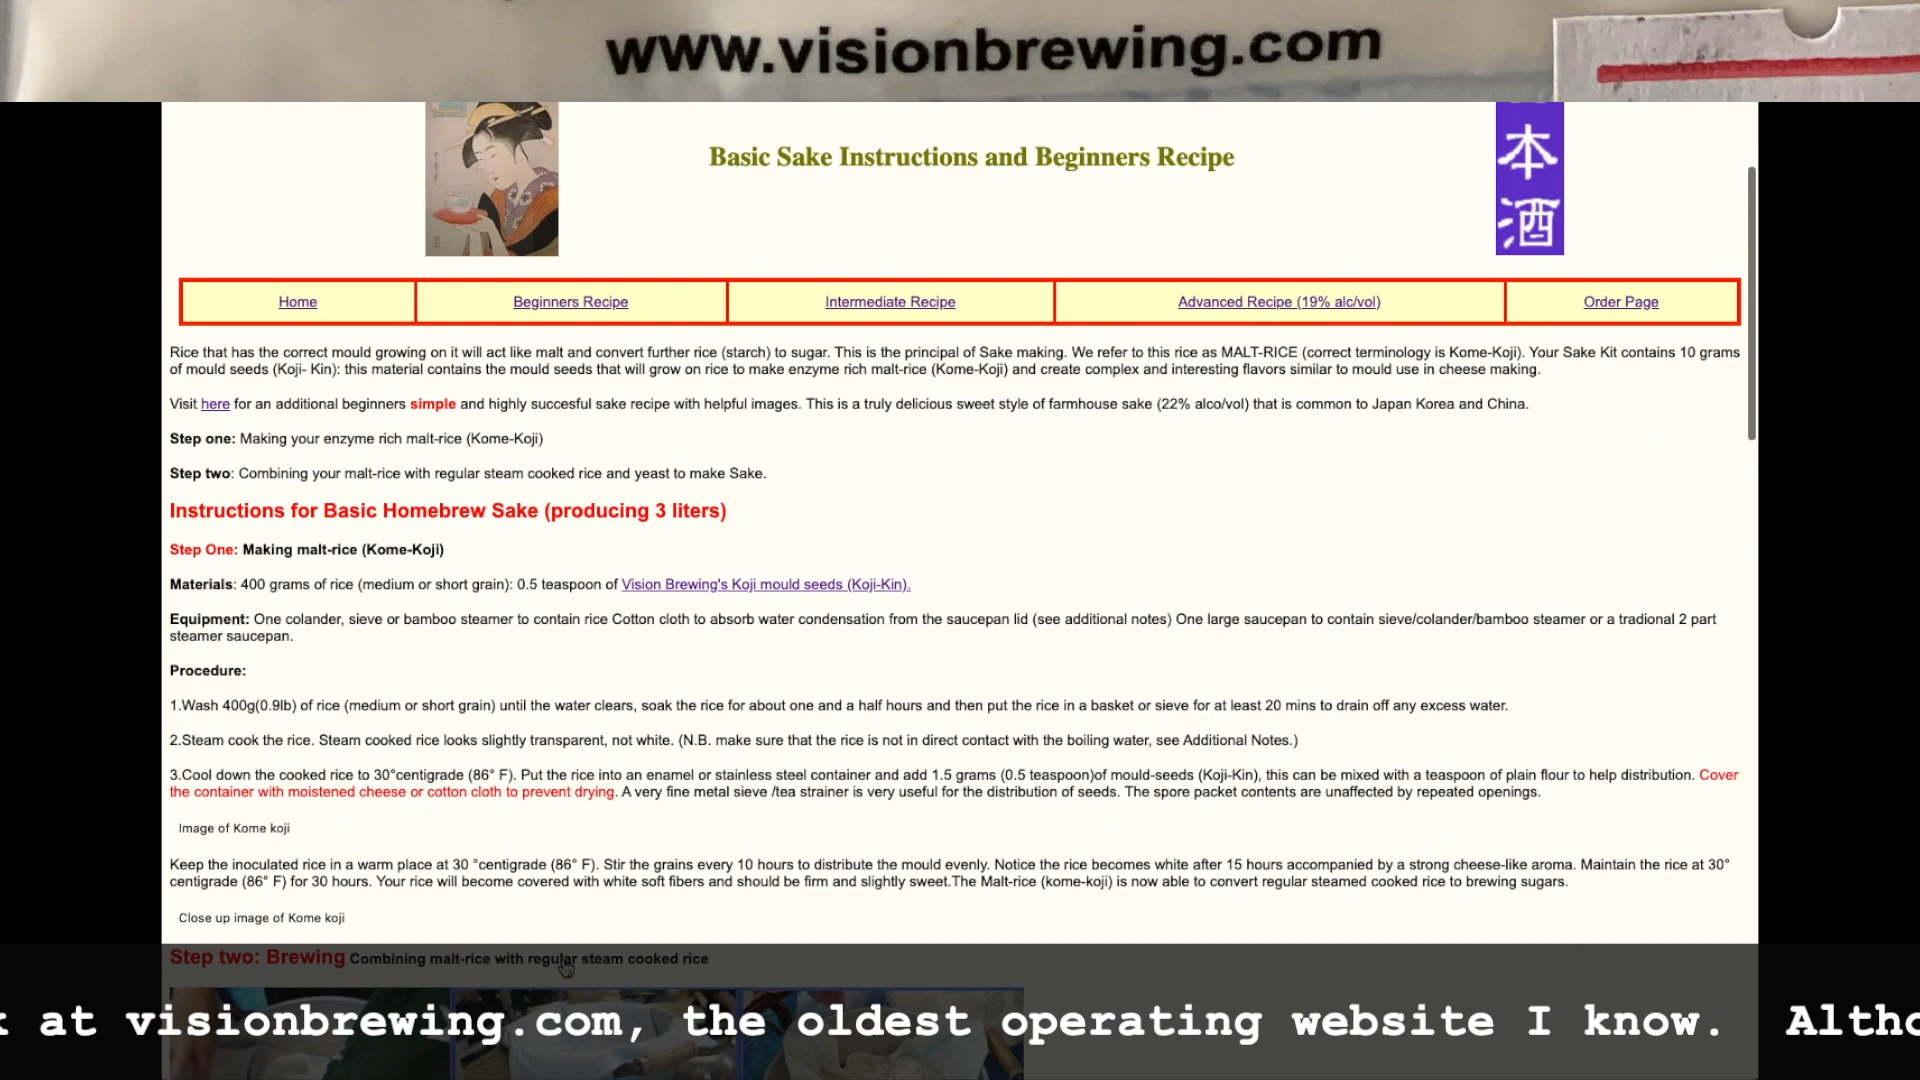 www.visionbrewing.com
Basic Sake Instructions and Beginners Recipe
本
酒
Home
Beginners Recipe
Intermediate Recipe
Advanced Recipe (19% alc/vol)
Order Page
Rice that has the correct mould growing on it will act like malt and convert further rice (starch) to sugar. This is the principal of Sake making. We refer to this rice as MALT-RICE (correct terminology is Kome-Koji). Your Sake Kit contains 10 grams
of mould seeds (Koji- Kin): this material contains the mould seeds that will grow on rice to make enzyme rich malt-rice (Kome-Koji) and create complex and interesting flavors similar to mould use in cheese making.
Visit here for an additional beginners simple and highly succesful sake recipe with helpful images. This is a truly delicious sweet style of farmhouse sake (22% alco/vol) that is common to Japan Korea and China.
Step one: Making your enzyme rich malt-rice (Kome-Koji)
Step two: Combining your malt-rice with regular steam cooked rice and yeast to make Sake.
Instructions for Basic Homebrew Sake (producing 3 liters)
Step One: Making malt-rice (Kome-Koji)
Materials: 400 grams of rice (medium or short grain): 0.5 teaspoon of Vision Brewing's Koji mould seeds (Koji-Kin).
Equipment: One colander, sieve or bamboo steamer to contain rice Cotton cloth to absorb water condensation from the saucepan lid (see additional notes) One large saucepan to contain sieve/colander/bamboo steamer or a tradional 2 part
steamer saucepan.
Procedure:
1.Wash 400g(0.9lb) of rice (medium or short grain) until the water clears, soak the rice for about one and a half hours and then put the rice in a basket or sieve for at least 20 mins to drain off any excess water.
2.Steam cook the rice. Steam cooked rice looks slightly transparent, not white. (N.B. make sure that the rice is not in direct contact with the boiling water, see Additional Notes.)
3.Cool down the cooked rice to 30°centigrade (86° F). Put the rice into an enamel or stainless steel container and add 1.5 grams (0.5 teaspoon)of mould-seeds (Koji-Kin), this can be mixed with a teaspoon of plain flour to help distribution. Cover
the container with moistened cheese or cotton cloth to prevent drying. A very fine metal sieve /tea strainer is very useful for the distribution of seeds. The spore packet contents are unaffected by repeated openings.
Image of Kome koji
Keep the inoculated rice in a warm place at 30 °centigrade (86° F). Stir the grains every 10 hours to distribute the mould evenly. Notice the rice becomes white after 15 hours accompanied by a strong cheese-like aroma. Maintain the rice at 30°
centigrade (86° F) for 30 hours. Your rice will become covered with white soft fibers and should be firm and slightly sweet.The Malt-rice (kome-koji) is now able to convert regular steamed cooked rice to brewing sugars.
Close up image of Kome koji
Step two: Brewing Combining malt-rice with regular steam cooked rice
at visionbrewing.com, the oldest operating website I know. Altho